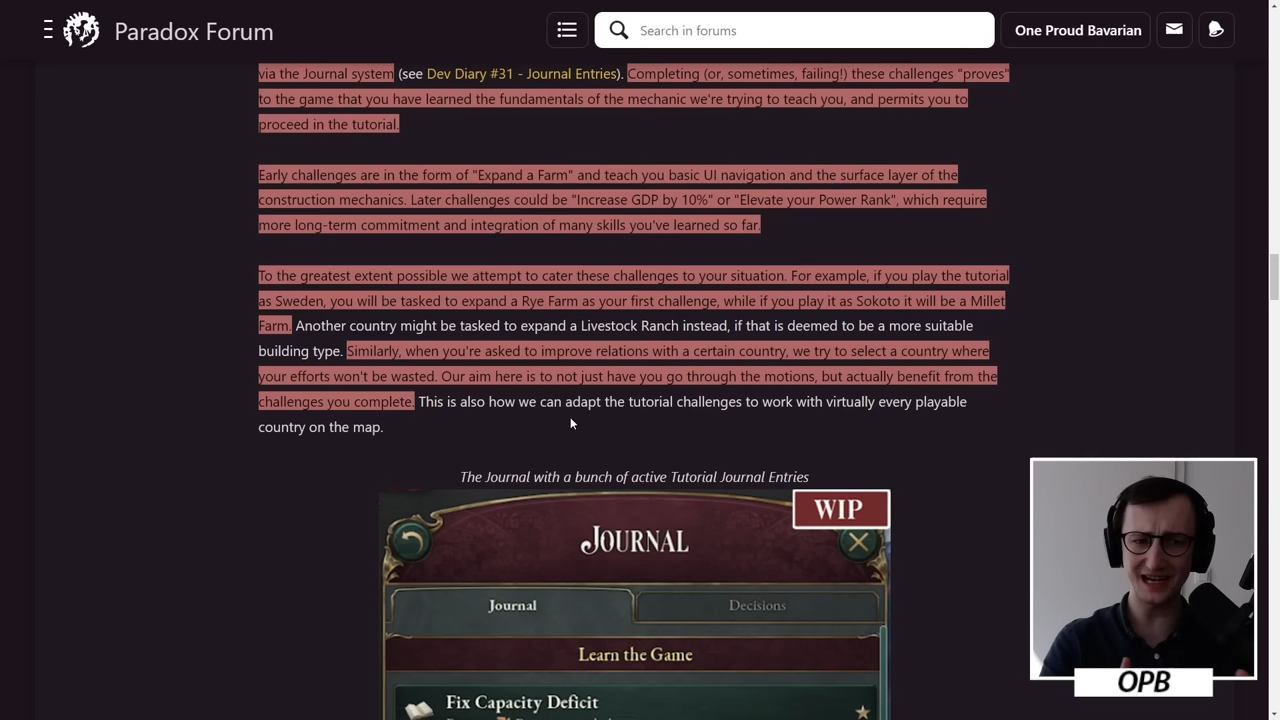 Paradox Forum
Search in forums
One Proud Bavarian
via the Journal system (see Dev Diary #31 - Journal Entries). Completing (or, sometimes, failing!) these challenges "proves"
to the game that you have learned the fundamentals of the mechanic we're trying to teach you, and permits you to
proceed in the tutorial.
Early challenges are in the form of "Expand a Farm" and teach you basic UI navigation and the surface layer of the
construction mechanics. Later challenges could be "Increase GDP by 10%" or "Elevate your Power Rank", which require
more long-term commitment and integration of many skills you've learned so far.
To the greatest extent possible we attempt to cater these challenges to your situation. For example, if you play the tutorial
as Sweden, you will be tasked to expand a Rye Farm as your first challenge, while if you play it as Sokoto it will be a Millet
Farm. Another country might be tasked to expand a Livestock Ranch instead, if that is deemed to be a more suitable
building type. Similarly, when you're asked to improve relations with a certain country, we try to select a country where
your efforts won't be wasted. Our aim here is to not just have you go through the motions, but actually benefit from the
challenges you complete. This is also how we can adapt the tutorial challenges to work with virtually every playable
country on the map.
The Journal with a bunch of active Tutorial Journal Entries
WIP
JOURNAL
Journal
Decisions
Learn the Game
Fix Capacity Deficit
OPB